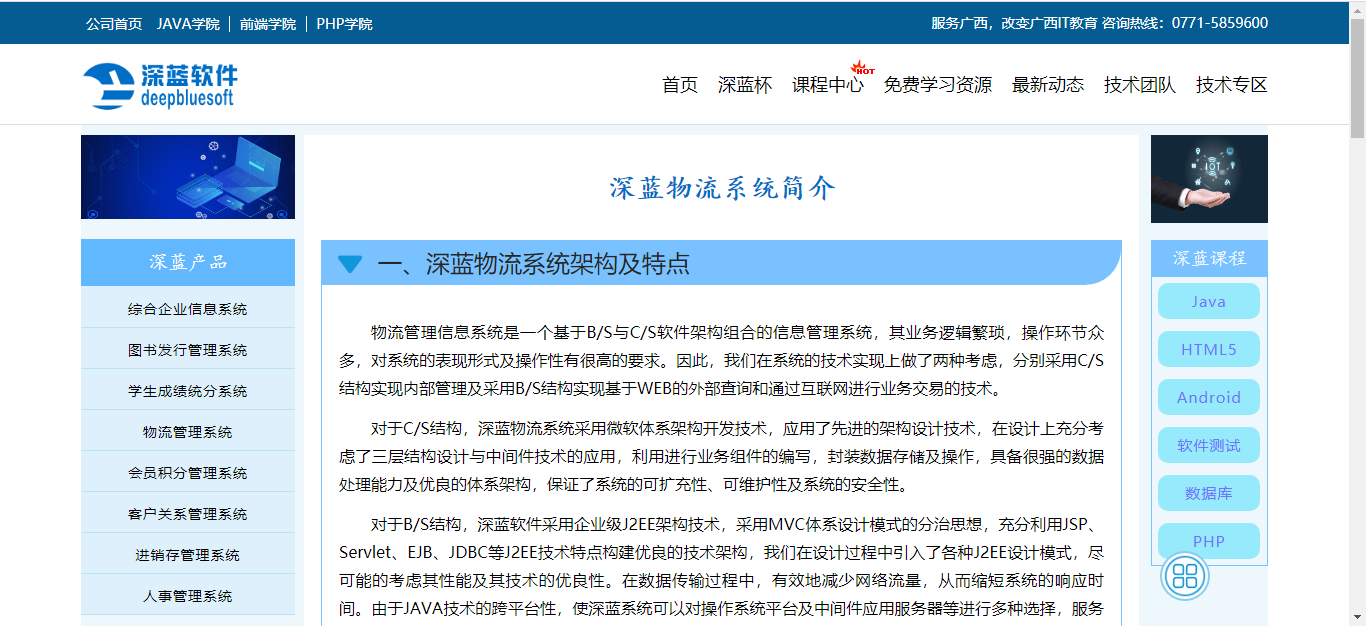 公司首页 JAVA学院 | 前端学院 | PHP学院
服务广西，改变广西IT教育 咨询热线：0771-5859600
深蓝软件
deepbluesoft
首页 深蓝杯 课程中心 HOT 免费学习资源 最新动态 技术团队 技术专区
深蓝物流系统简介
深蓝产品
综合企业信息系统
图书发行管理系统
学生成绩统分系统
物流管理系统
会员积分管理系统
客户关系管理系统
进销存管理系统
人事管理系统
一、深蓝物流系统架构及特点
物流管理信息系统是一个基于B/S与C/S软件架构组合的信息管理系统，其业务逻辑繁琐，操作环节众
多，对系统的表现形式及操作性有很高的要求。因此，我们在系统的技术实现上做了两种考虑，分别采用C/S
结构实现内部管理及采用B/S结构实现基于WEB的外部查询和通过互联网进行业务交易的技术。
对于C/S结构，深蓝物流系统采用微软体系架构开发技术，应用了先进的架构设计技术，在设计上充分考
虑了三层结构设计与中间件技术的应用，利用进行业务组件的编写，封装数据存储及操作，具备很强的数据
处理能力及优良的体系架构，保证了系统的可扩充性、可维护性及系统的安全性。
对于B/S结构，深蓝软件采用企业级J2EE架构技术，采用MVC体系设计模式的分治思想，充分利用JSP、
Servlet、EJB、JDBC等J2EE技术特点构建优良的技术架构，我们在设计过程中引入了各种J2EE设计模式，尽
可能的考虑其性能及其技术的优良性。在数据传输过程中，有效地减少网络流量，从而缩短系统的响应时
间。由于JAVA技术的跨平台性，使深蓝系统可以对操作系统平台及中间件应用服务器等进行多种选择，服务
IOT
深蓝课程
Java
HTML5
Android
软件测试
数据库
PHP